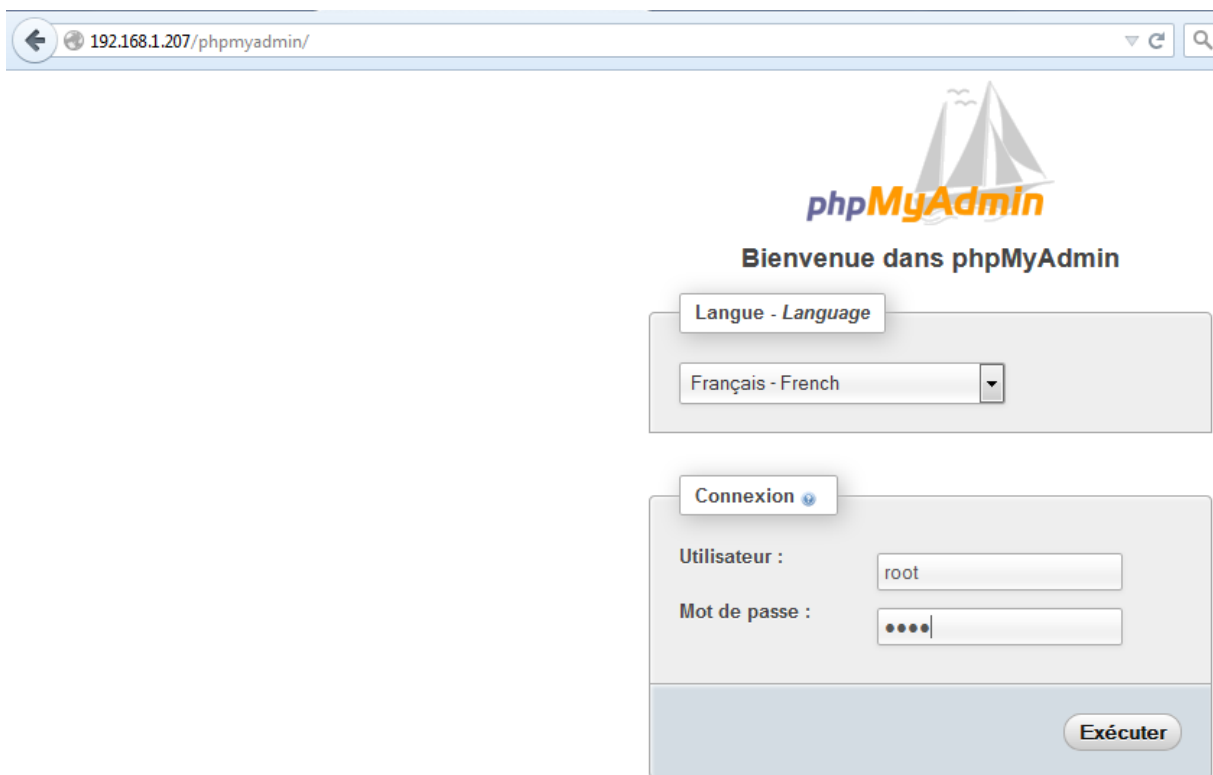 192.168.1.207/phpmyadmin/
phpMyAdmin
Bienvenue dans phpMyAdmin
Langue - Language
Français - French
Connexion
Utilisateur :
root
Mot de passe :
••••
Exécuter